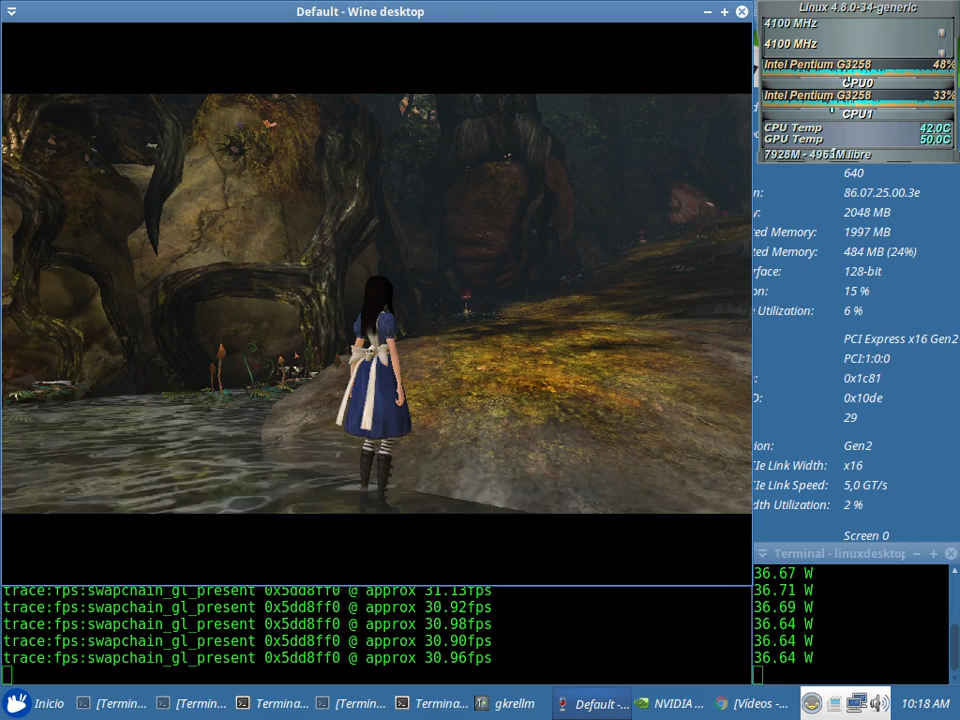 Default - Wine desktop
Linux 4.8.0-34-generic
4100 MHz
4100 MHz
Intel Pentium G3258 48%
CPU0
Intel Pentium G3258 33%
CPU1
CPU Temp 42.0C
GPU Temp 50.0C
7928M - 4963M libre
640
n: 86.07.25.00.3e
y: 2048 MB
ed Memory: 1997 MB
ted Memory: 484 MB (24%)
rface: 128-bit
on: 15 %
Utilization: 6 %
PCI Express x16 Gen2
PCI:1:0:0
: 0x1c81
D: 0x10de
29
ion: Gen2
Ie Link Width: x16
Ie Link Speed: 5,0 GT/s
dth Utilization: 2 %
Screen 0
Terminal - linuxdesktop
36.67 W
36.71 W
36.69 W
36.64 W
36.64 W
36.64 W
trace:fps:swapchain_gl_present 0x5dd8ff0 @ approx 31.13fps
trace:fps:swapchain_gl_present 0x5dd8ff0 @ approx 30.92fps
trace:fps:swapchain_gl_present 0x5dd8ff0 @ approx 30.98fps
trace:fps:swapchain_gl_present 0x5dd8ff0 @ approx 30.90fps
trace:fps:swapchain_gl_present 0x5dd8ff0 @ approx 30.96fps
Inicio [Termin... [Termin... Termina... [Termin... Termina... gkrellm Default -... NVIDIA ... [Vídeos -... 10:18 AM